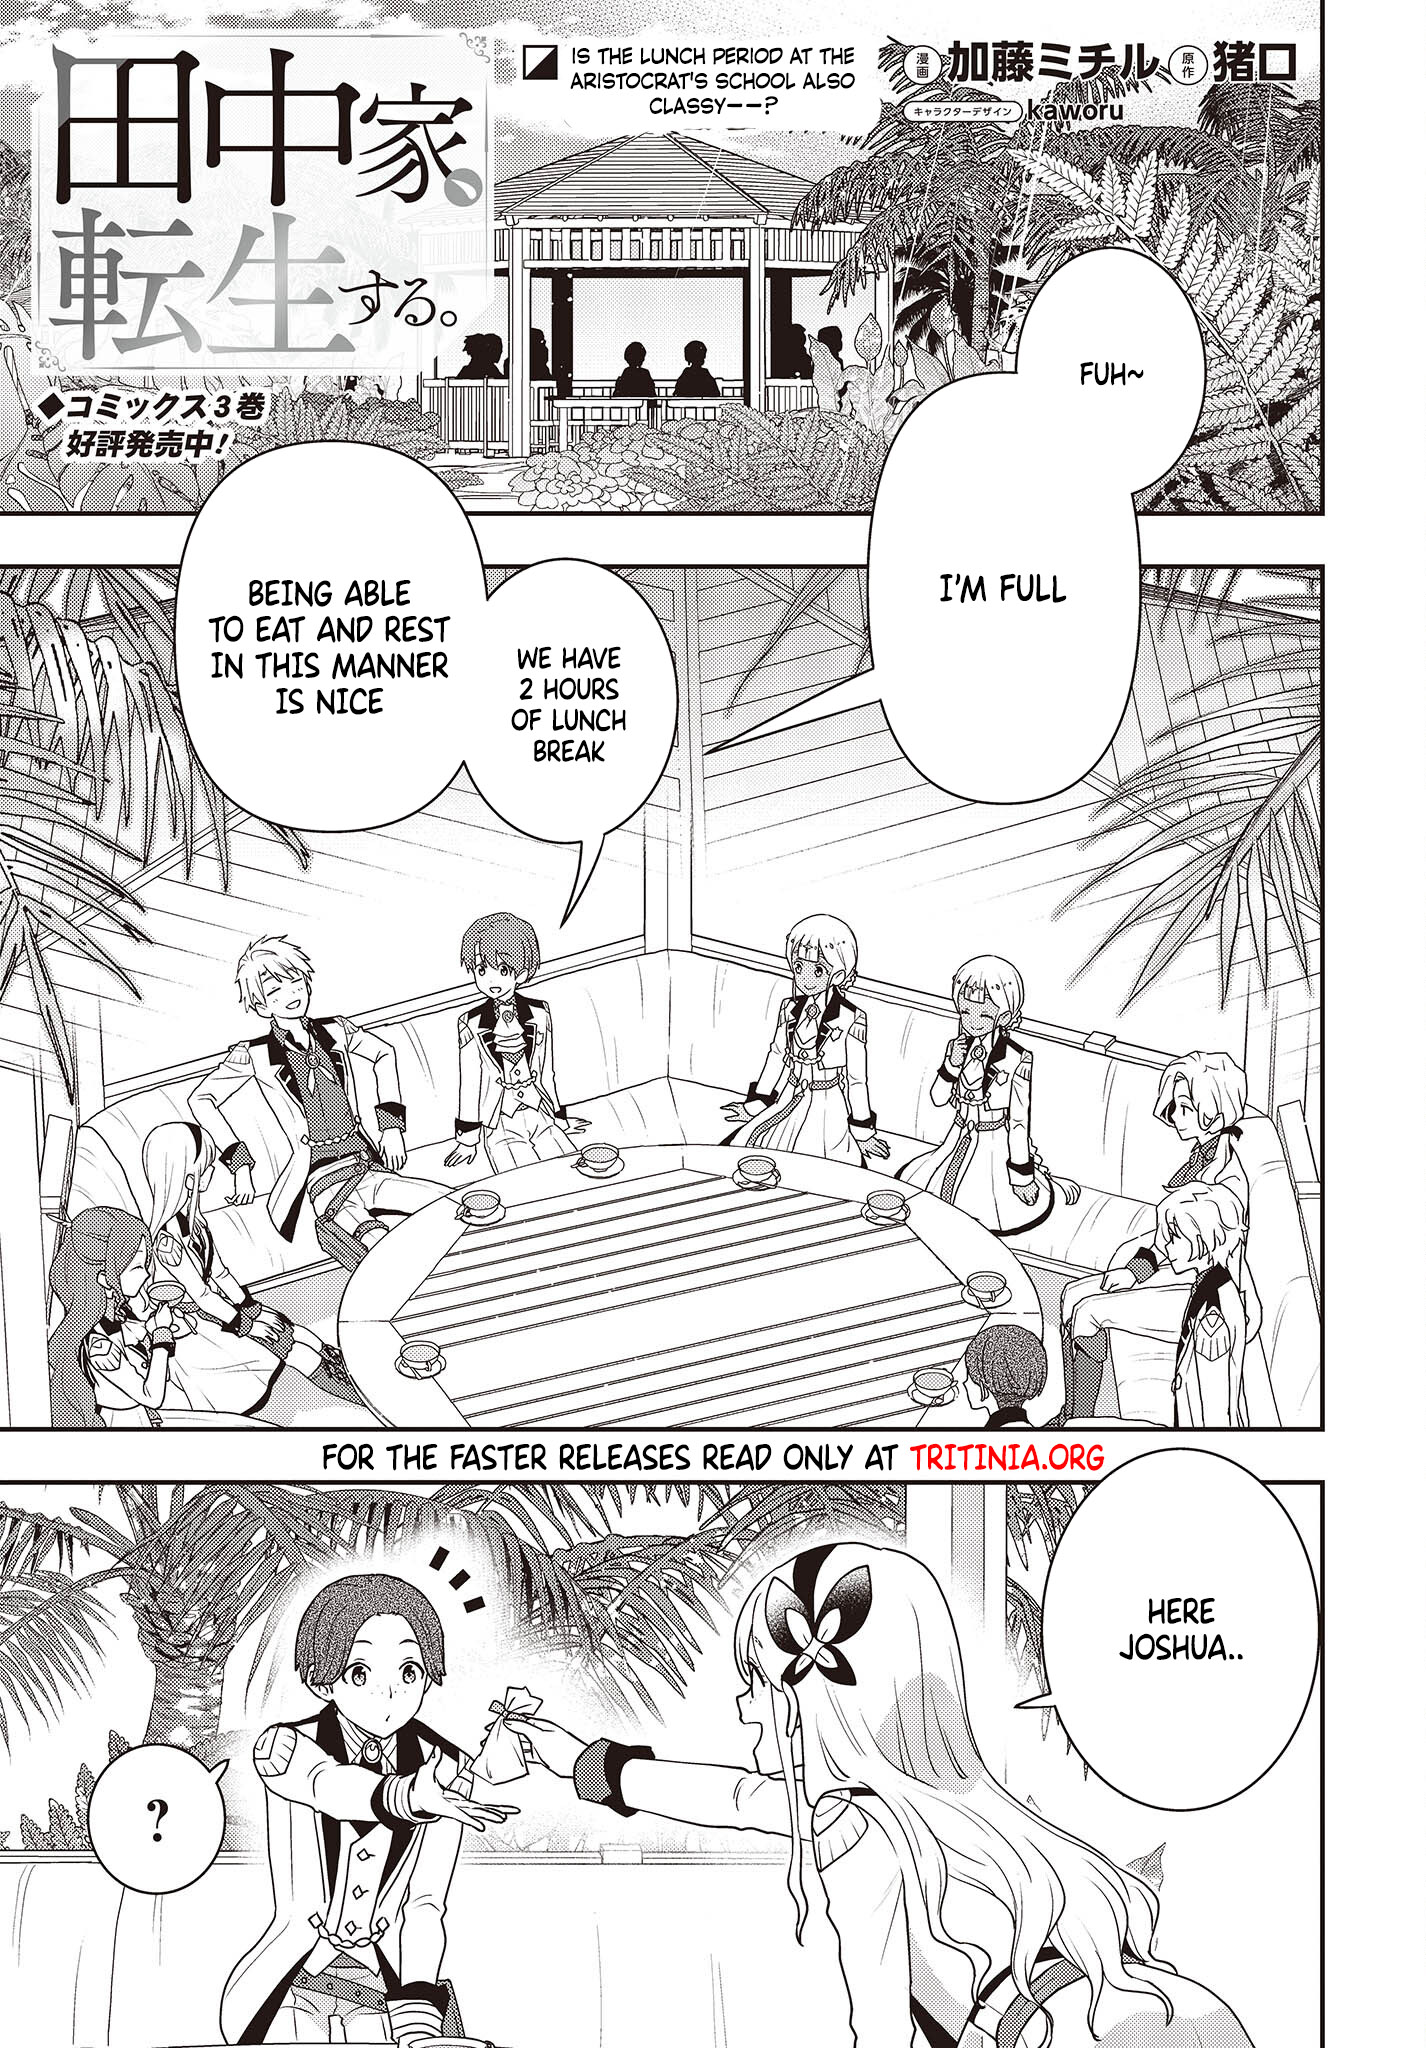 田中家、
転生する。
◆コミックス3巻
好評発売中!
IS THE LUNCH PERIOD AT THE
ARISTOCRAT'S SCHOOL ALSO
CLASSY--?
漫画 加藤ミチル 原作 猪口
キャラクターデザイン kaworu
FUH~
I'M FULL
WE HAVE
2 HOURS
OF LUNCH
BREAK
BEING ABLE
TO EAT AND REST
IN THIS MANNER
IS NICE
FOR THE FASTER RELEASES READ ONLY AT TRITINIA.ORG
HERE
JOSHUA..
?